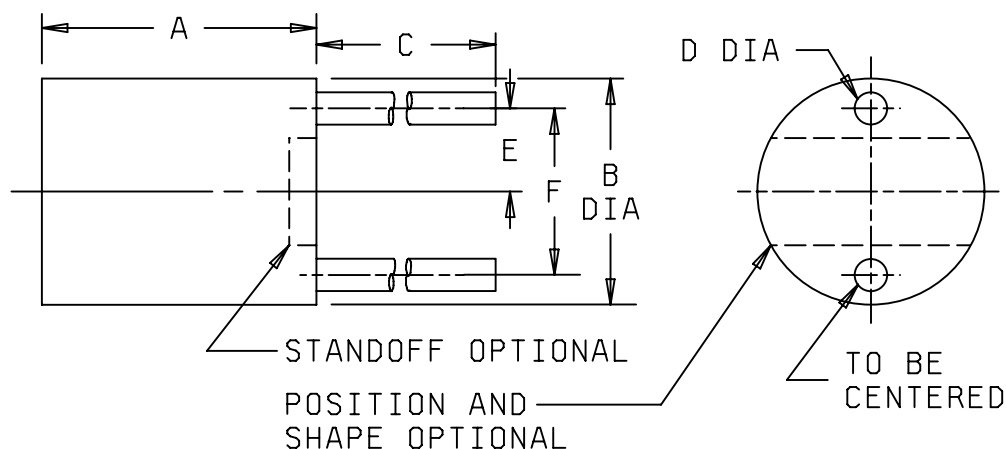 A
C
D DIA
E
F
B
DIA
STANDOFF OPTIONAL
POSITION AND
SHAPE OPTIONAL
TO BE
CENTERED